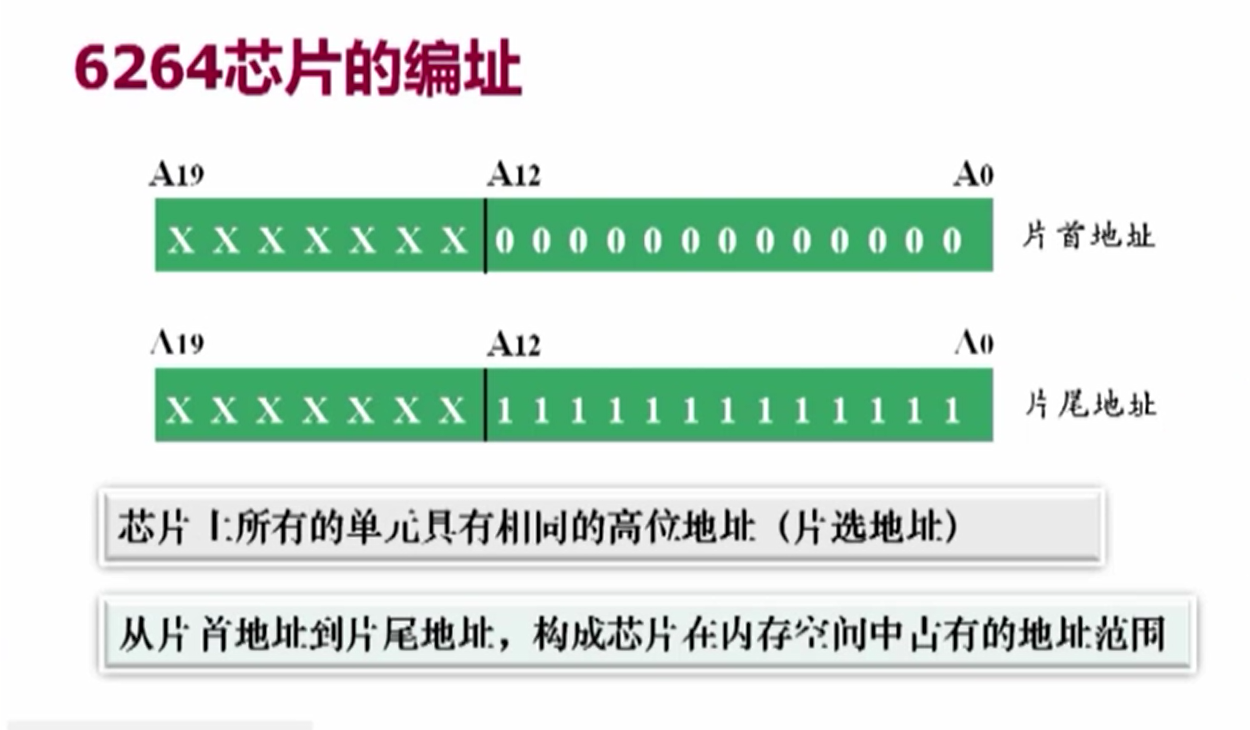 6264芯片的编址
A19 A12 A0
X X X X X X X 0 0 0 0 0 0 0 0 0 0 0 0 0 片首地址
A19 A12 A0
X X X X X X X 1 1 1 1 1 1 1 1 1 1 1 1 1 片尾地址
芯片上所有的单元具有相同的高位地址（片选地址）
从片首地址到片尾地址，构成芯片在内存空间中占有的地址范围